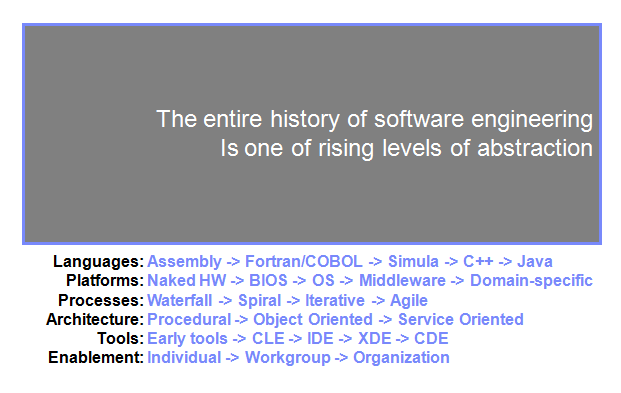 The entire history of software engineering
Is one of rising levels of abstraction
Languages: Assembly -> Fortran/COBOL -> Simula -> C++ -> Java
Platforms: Naked HW -> BIOS -> OS -> Middleware -> Domain-specific
Processes: Waterfall -> Spiral -> Iterative -> Agile
Architecture: Procedural -> Object Oriented -> Service Oriented
Tools: Early tools -> CLE -> IDE -> XDE -> CDE
Enablement: Individual -> Workgroup -> Organization